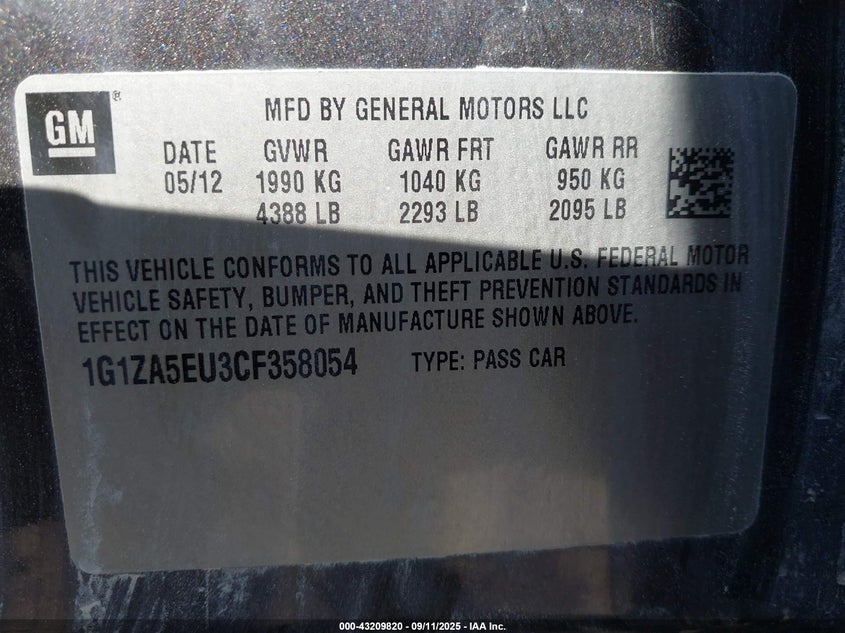 GM ®
MFD BY GENERAL MOTORS LLC
DATE GVWR GAWR FRT GAWR RR
05/12 1990 KG 1040 KG 950 KG
4388 LB 2293 LB 2095 LB
THIS VEHICLE CONFORMS TO ALL APPLICABLE U.S. FEDERAL MOTOR
VEHICLE SAFETY, BUMPER, AND THEFT PREVENTION STANDARDS IN
EFFECT ON THE DATE OF MANUFACTURE SHOWN ABOVE.
1G1ZA5EU3CF358054 TYPE: PASS CAR
000-43209820 - 09/11/2025 - IAA Inc.